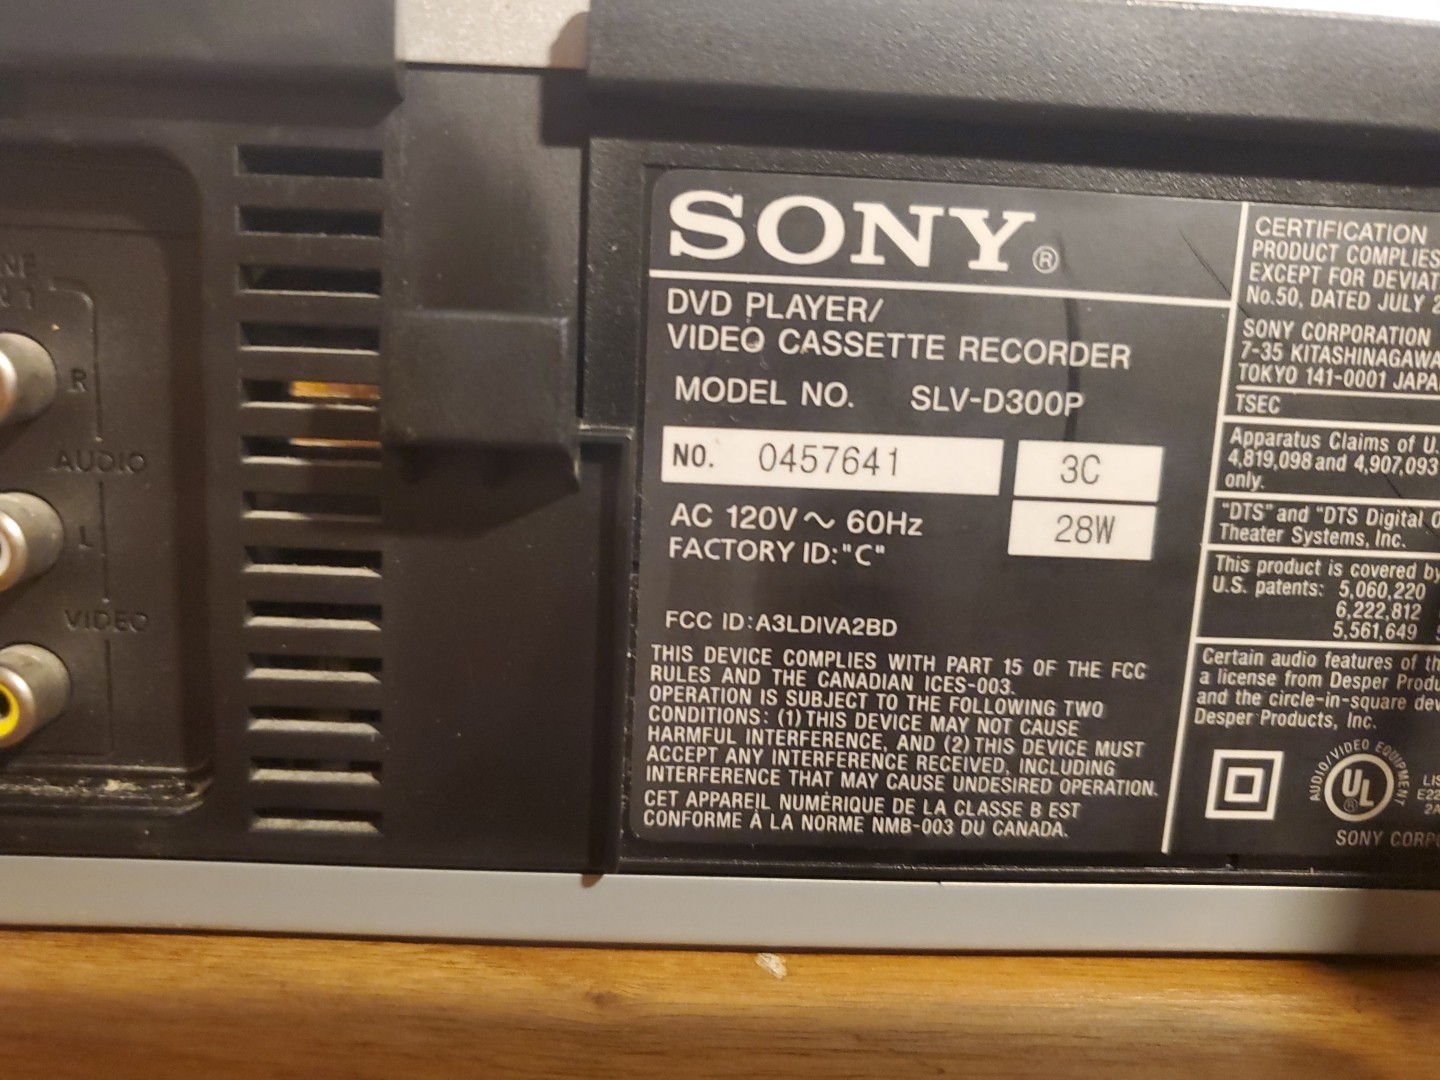 R
AUDIO
L
VIDEO
SONY®
DVD PLAYER/
VIDEO CASSETTE RECORDER
MODEL NO. SLV-D300P
NO. 0457641
3C
AC 120V ~ 60Hz
28W
FACTORY ID:"C"
FCC ID:A3LDIVA2BD
THIS DEVICE COMPLIES WITH PART 15 OF THE FCC
RULES AND THE CANADIAN ICES-003.
OPERATION IS SUBJECT TO THE FOLLOWING TWO
CONDITIONS: (1) THIS DEVICE MAY NOT CAUSE
HARMFUL INTERFERENCE, AND (2) THIS DEVICE MUST
ACCEPT ANY INTERFERENCE RECEIVED, INCLUDING
INTERFERENCE THAT MAY CAUSE UNDESIRED OPERATION.
CET APPAREIL NUMÉRIQUE DE LA CLASSE B EST
CONFORME À LA NORME NMB-003 DU CANADA.
CERTIFICATION
PRODUCT COMPLIES
EXCEPT FOR DEVIAT
No.50, DATED JULY 2
SONY CORPORATION
7-35 KITASHINAGAWA
TOKYO 141-0001 JAPA
TSEC
Apparatus Claims of U.
4,819,098 and 4,907,093
only.
"DTS" and "DTS Digital O
Theater Systems, Inc.
This product is covered by
U.S. patents: 5,060,220
6,222,812
5,561,649
Certain audio features of th
a license from Desper Produ
and the circle-in-square dev
Desper Products, Inc.
AUDIO/VIDEO EQUIPMENT
UL
®
LIS
E22
2A
SONY CORPO